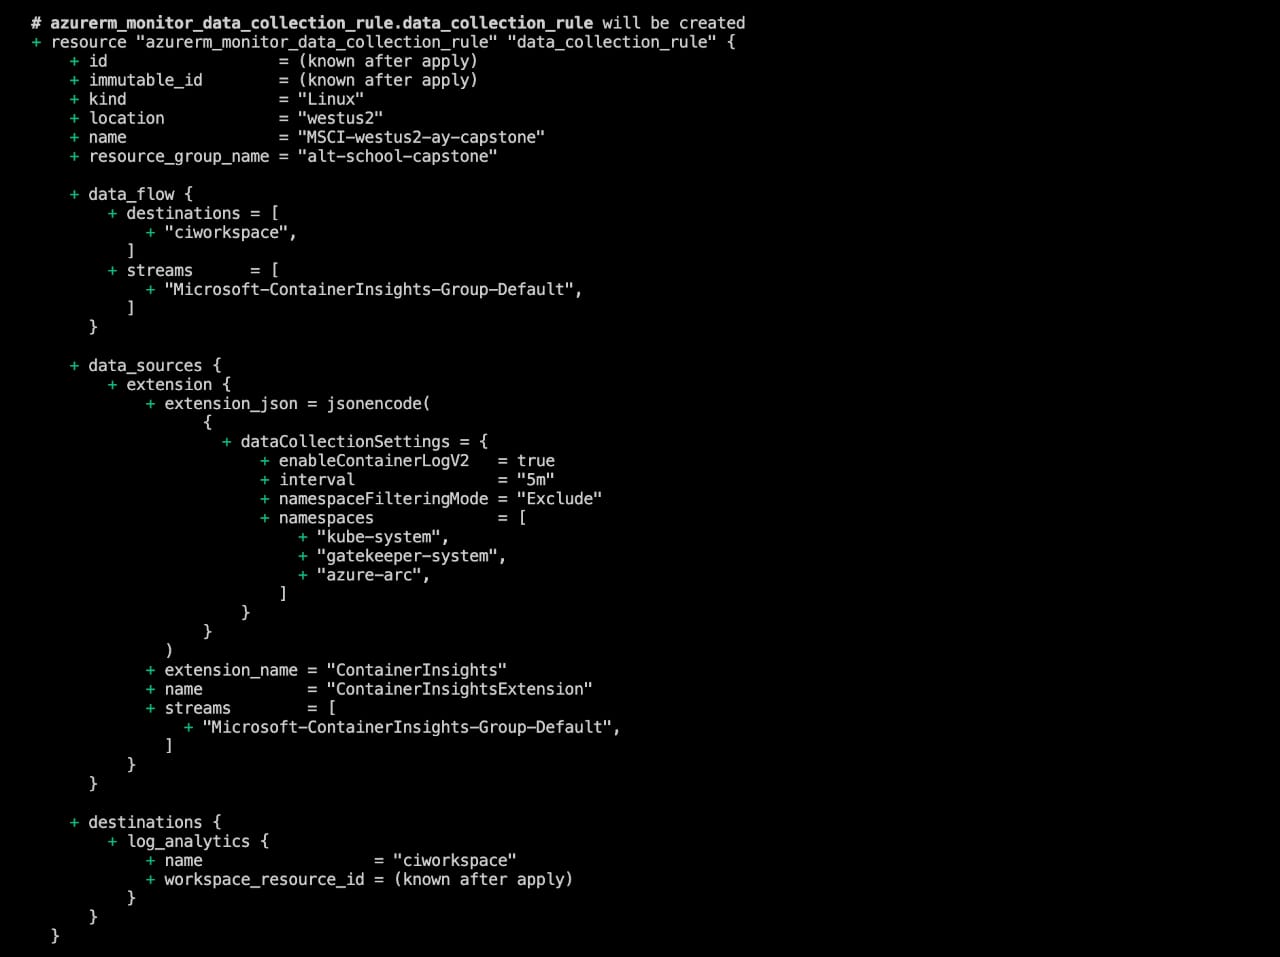 # azurerm_monitor_data_collection_rule.data_collection_rule will be created
+ resource "azurerm_monitor_data_collection_rule" "data_collection_rule" {
    + id                  = (known after apply)
    + immutable_id        = (known after apply)
    + kind                = "Linux"
    + location            = "westus2"
    + name                = "MSCI-westus2-ay-capstone"
    + resource_group_name = "alt-school-capstone"

    + data_flow {
        + destinations = [
            + "ciworkspace",
          ]
        + streams      = [
            + "Microsoft-ContainerInsights-Group-Default",
          ]
      }

    + data_sources {
        + extension {
            + extension_json = jsonencode(
                  {
                    + dataCollectionSettings = {
                        + enableContainerLogV2   = true
                        + interval               = "5m"
                        + namespaceFilteringMode = "Exclude"
                        + namespaces             = [
                            + "kube-system",
                            + "gatekeeper-system",
                            + "azure-arc",
                          ]
                      }
                  }
              )
            + extension_name = "ContainerInsights"
            + name           = "ContainerInsightsExtension"
            + streams        = [
                + "Microsoft-ContainerInsights-Group-Default",
              ]
          }
      }

    + destinations {
        + log_analytics {
            + name                  = "ciworkspace"
            + workspace_resource_id = (known after apply)
          }
      }
  }